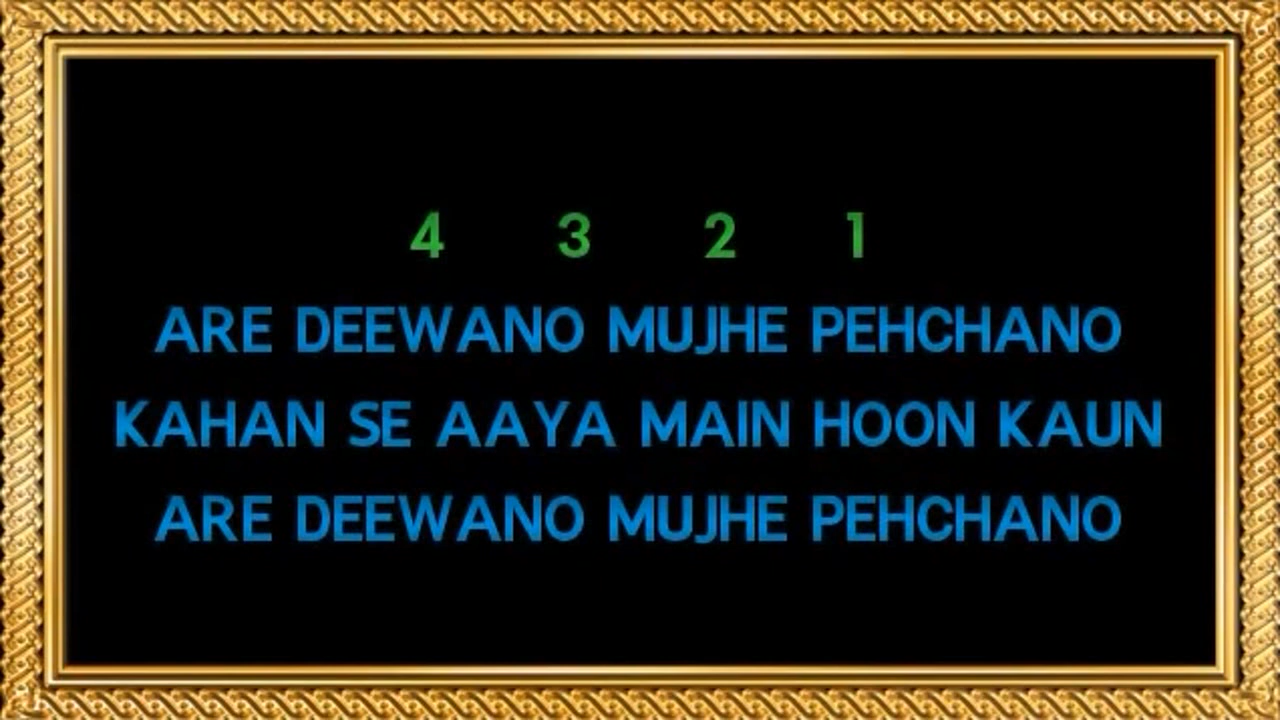 4 3 2 1
ARE DEEWANO MUJHE PEHCHANO
KAHAN SE AAYA MAIN HOON KAUN
ARE DEEWANO MUJHE PEHCHANO